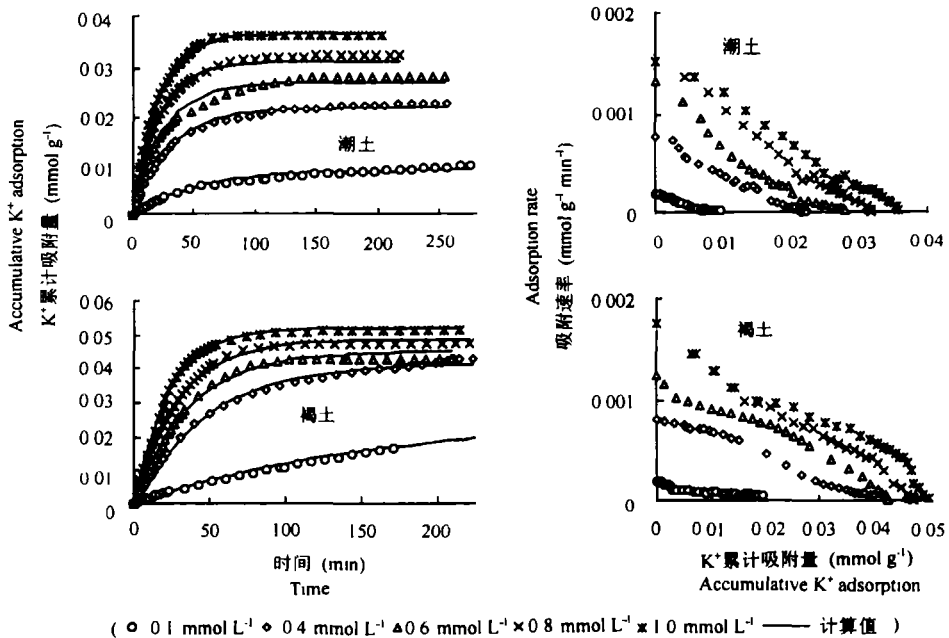 Accumulative K⁺ adsorption
K⁺累计吸附量 (mmol g⁻¹)
0 04
0 03
0 02
0 01
0
潮土
0 50 100 150 200 250
0 06
0 05
0 04
0 03
0 02
0 01
0
褐土
0 50 100 150 200
时间 (min)
Time
Adsorption rate
吸附速率 (mmol g⁻¹ min⁻¹)
0 002
0 001
0
潮土
0 0 01 0 02 0 03 0 04
0 002
0 001
0
褐土
0 0 01 0 02 0 03 0 04 0 05
K⁺累计吸附量 (mmol g⁻¹)
Accumulative K⁺ adsorption
( ○ 0 1 mmol L⁻¹ ◇ 0 4 mmol L⁻¹ △ 0 6 mmol L⁻¹ × 0 8 mmol L⁻¹ ж 1 0 mmol L⁻¹ —— 计算值 )